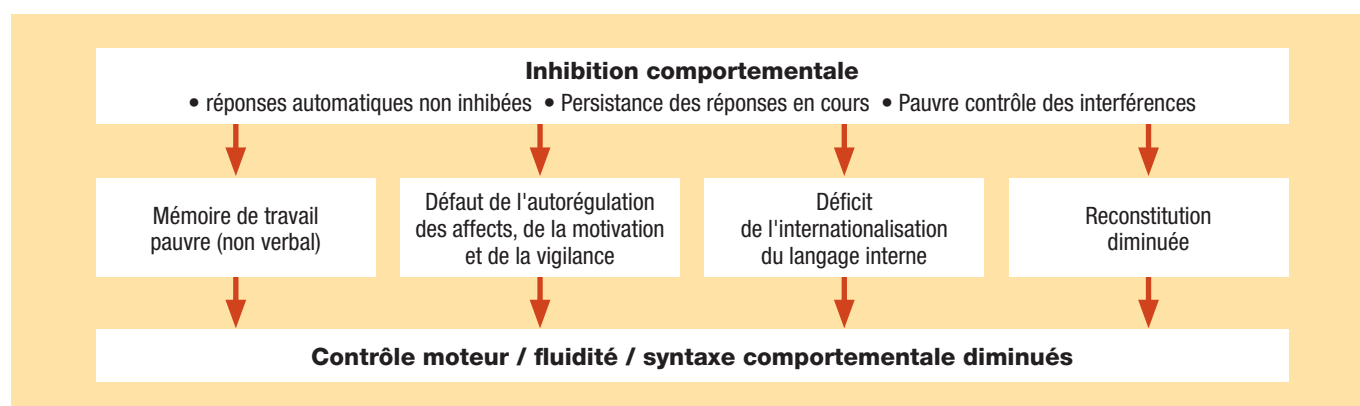 Inhibition comportementale
• réponses automatiques non inhibées • Persistance des réponses en cours • Pauvre contrôle des interférences
Mémoire de travail
pauvre (non verbal)
Défaut de l'autorégulation
des affects, de la motivation
et de la vigilance
Déficit
de l'internationalisation
du langage interne
Reconstitution
diminuée
Contrôle moteur / fluidité / syntaxe comportementale diminués